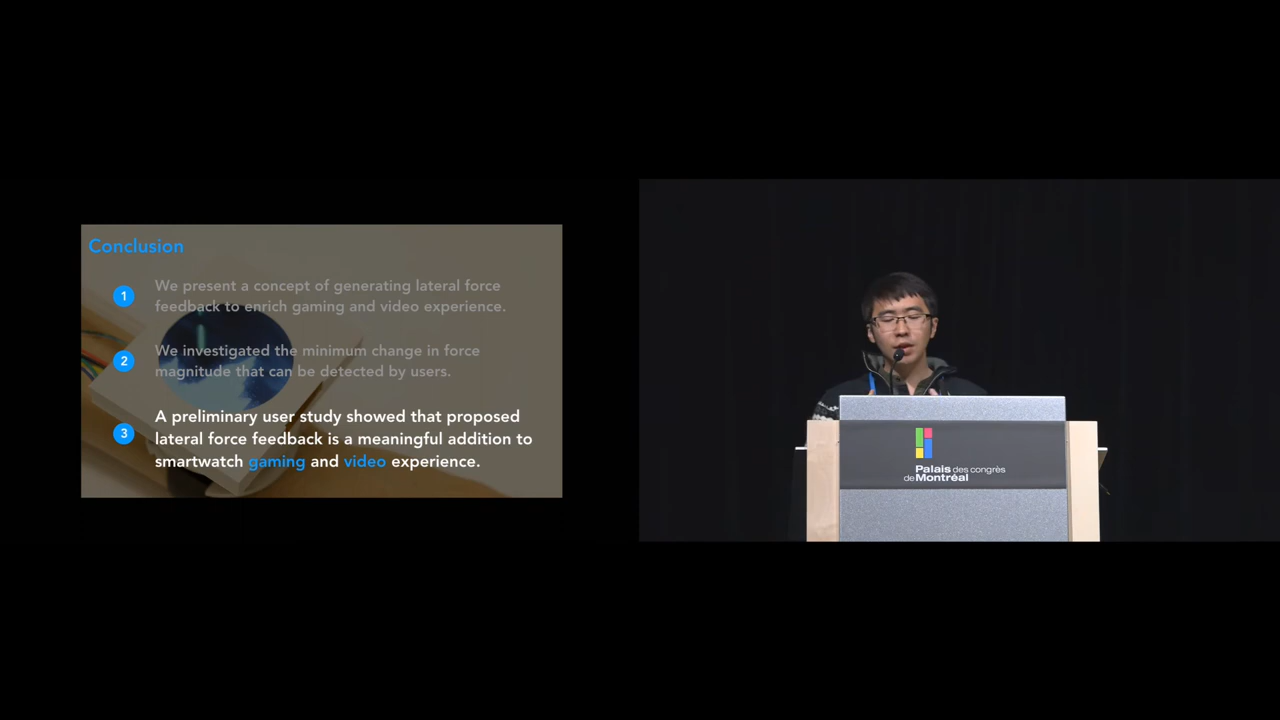 Conclusion
1
We present a concept of generating lateral force
feedback to enrich gaming and video experience.
2
We investigated the minimum change in force
magnitude that can be detected by users.
3
A preliminary user study showed that proposed
lateral force feedback is a meaningful addition to
smartwatch gaming and video experience.
Palais des congrès
de Montréal